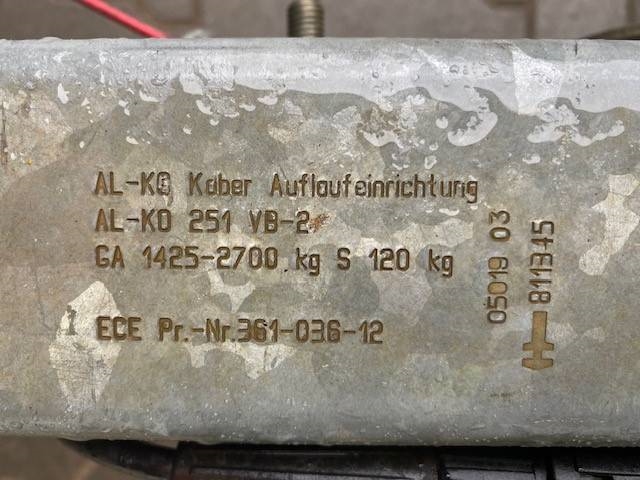 AL-KO Kober Auflaufeinrichtung
AL-KO 251 VB-2
GA 1425-2700 kg S 120 kg
ECE Pr.-Nr.361-036-12
05019 03
811345